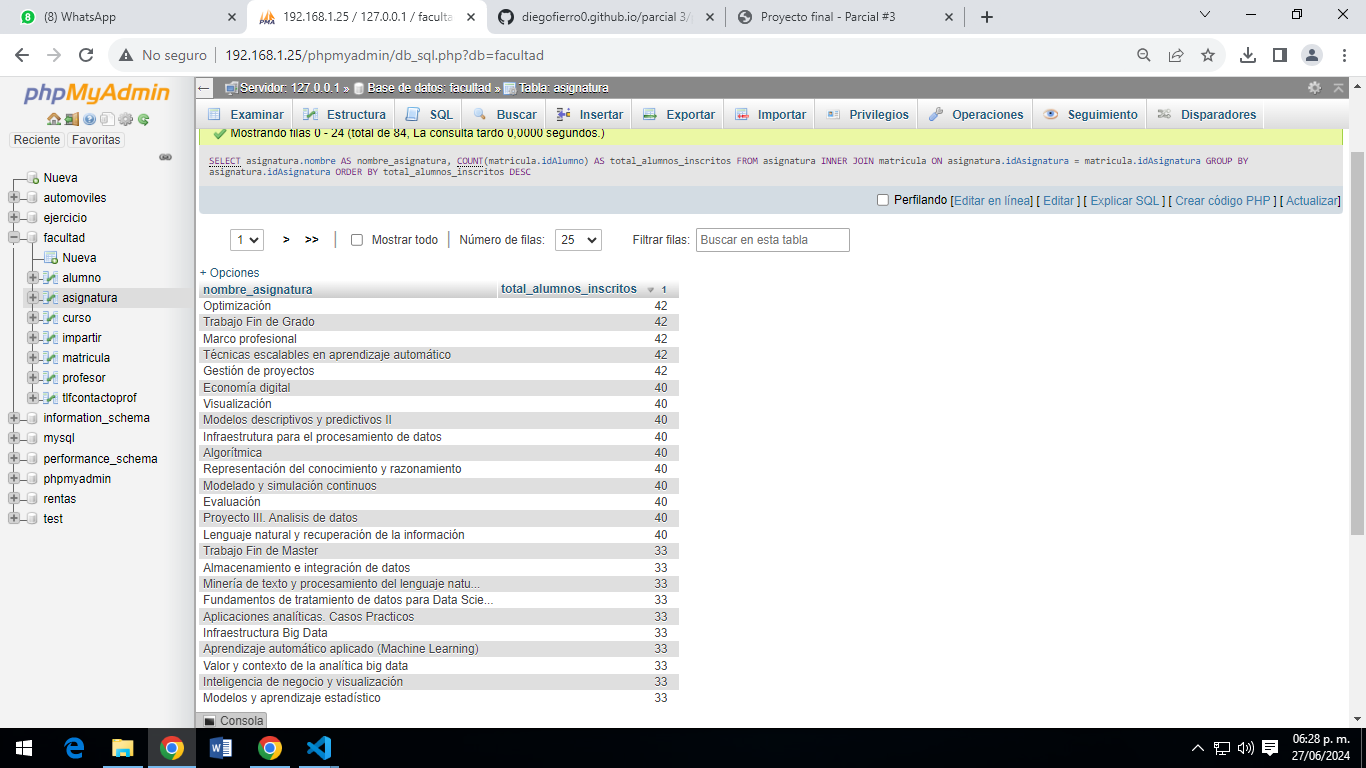 (8) WhatsApp
192.168.1.25 / 127.0.0.1 / faculta
diegofierro0.github.io/parcial 3/p
Proyecto final - Parcial #3
No seguro
192.168.1.25/phpmyadmin/db_sql.php?db=facultad
phpMyAdmin
Reciente Favoritas
Nueva
automoviles
ejercicio
facultad
Nueva
alumno
asignatura
curso
impartir
matricula
profesor
tlfcontactoprof
information_schema
mysql
performance_schema
phpmyadmin
rentas
test
Servidor: 127.0.0.1 » Base de datos: facultad » Tabla: asignatura
Examinar Estructura SQL Buscar Insertar Exportar Importar Privilegios Operaciones Seguimiento Disparadores
Mostrando filas 0 - 24 (total de 84, La consulta tardó 0,0000 segundos.)
SELECT asignatura.nombre AS nombre_asignatura, COUNT(matricula.idAlumno) AS total_alumnos_inscritos FROM asignatura INNER JOIN matricula ON asignatura.idAsignatura = matricula.idAsignatura GROUP BY
asignatura.idAsignatura ORDER BY total_alumnos_inscritos DESC
Perfilando [Editar en línea] [ Editar ] [ Explicar SQL ] [ Crear código PHP ] [ Actualizar]
1 > >> | Mostrar todo | Número de filas: 25 Filtrar filas: Buscar en esta tabla
+ Opciones
nombre_asignatura total_alumnos_inscritos 1
Optimización 42
Trabajo Fin de Grado 42
Marco profesional 42
Técnicas escalables en aprendizaje automático 42
Gestión de proyectos 42
Economía digital 40
Visualización 40
Modelos descriptivos y predictivos II 40
Infraestrutura para el procesamiento de datos 40
Algorítmica 40
Representación del conocimiento y razonamiento 40
Modelado y simulación continuos 40
Evaluación 40
Proyecto III. Analisis de datos 40
Lenguaje natural y recuperación de la información 40
Trabajo Fin de Master 33
Almacenamiento e integración de datos 33
Minería de texto y procesamiento del lenguaje natu... 33
Fundamentos de tratamiento de datos para Data Scie... 33
Aplicaciones analíticas. Casos Practicos 33
Infraestructura Big Data 33
Aprendizaje automático aplicado (Machine Learning) 33
Valor y contexto de la analítica big data 33
Inteligencia de negocio y visualización 33
Modelos y aprendizaje estadístico 33
Consola
06:28 p. m.
27/06/2024